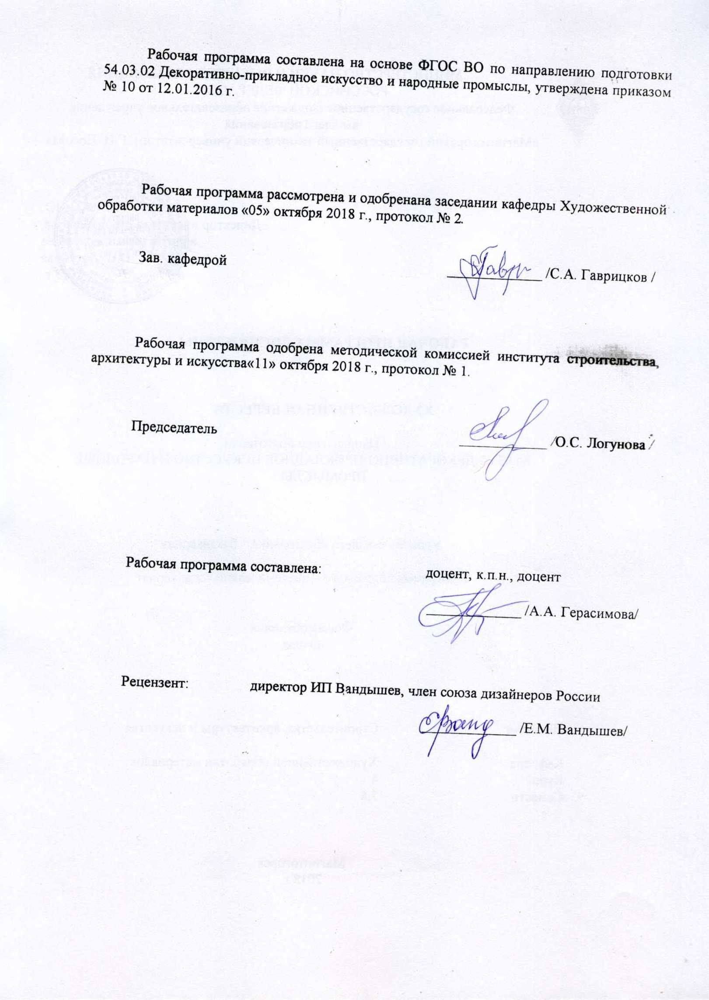 Рабочая программа составлена на основе ФГОС ВО по направлению подготовки
54.03.02 Декоративно-прикладное искусство и народные промыслы, утверждена приказом
№ 10 от 12.01.2016 г.
Рабочая программа рассмотрена и одобренана заседании кафедры Художественной
обработки материалов «05» октября 2018 г., протокол № 2.
Зав. кафедрой /С.А. Гаврицков /
Рабочая программа одобрена методической комиссией института строительства,
архитектуры и искусства«11» октября 2018 г., протокол № 1.
Председатель /О.С. Логунова /
Рабочая программа составлена: доцент, к.п.н., доцент
/А.А. Герасимова/
Рецензент: директор ИП Вандышев, член союза дизайнеров России
/Е.М. Вандышев/